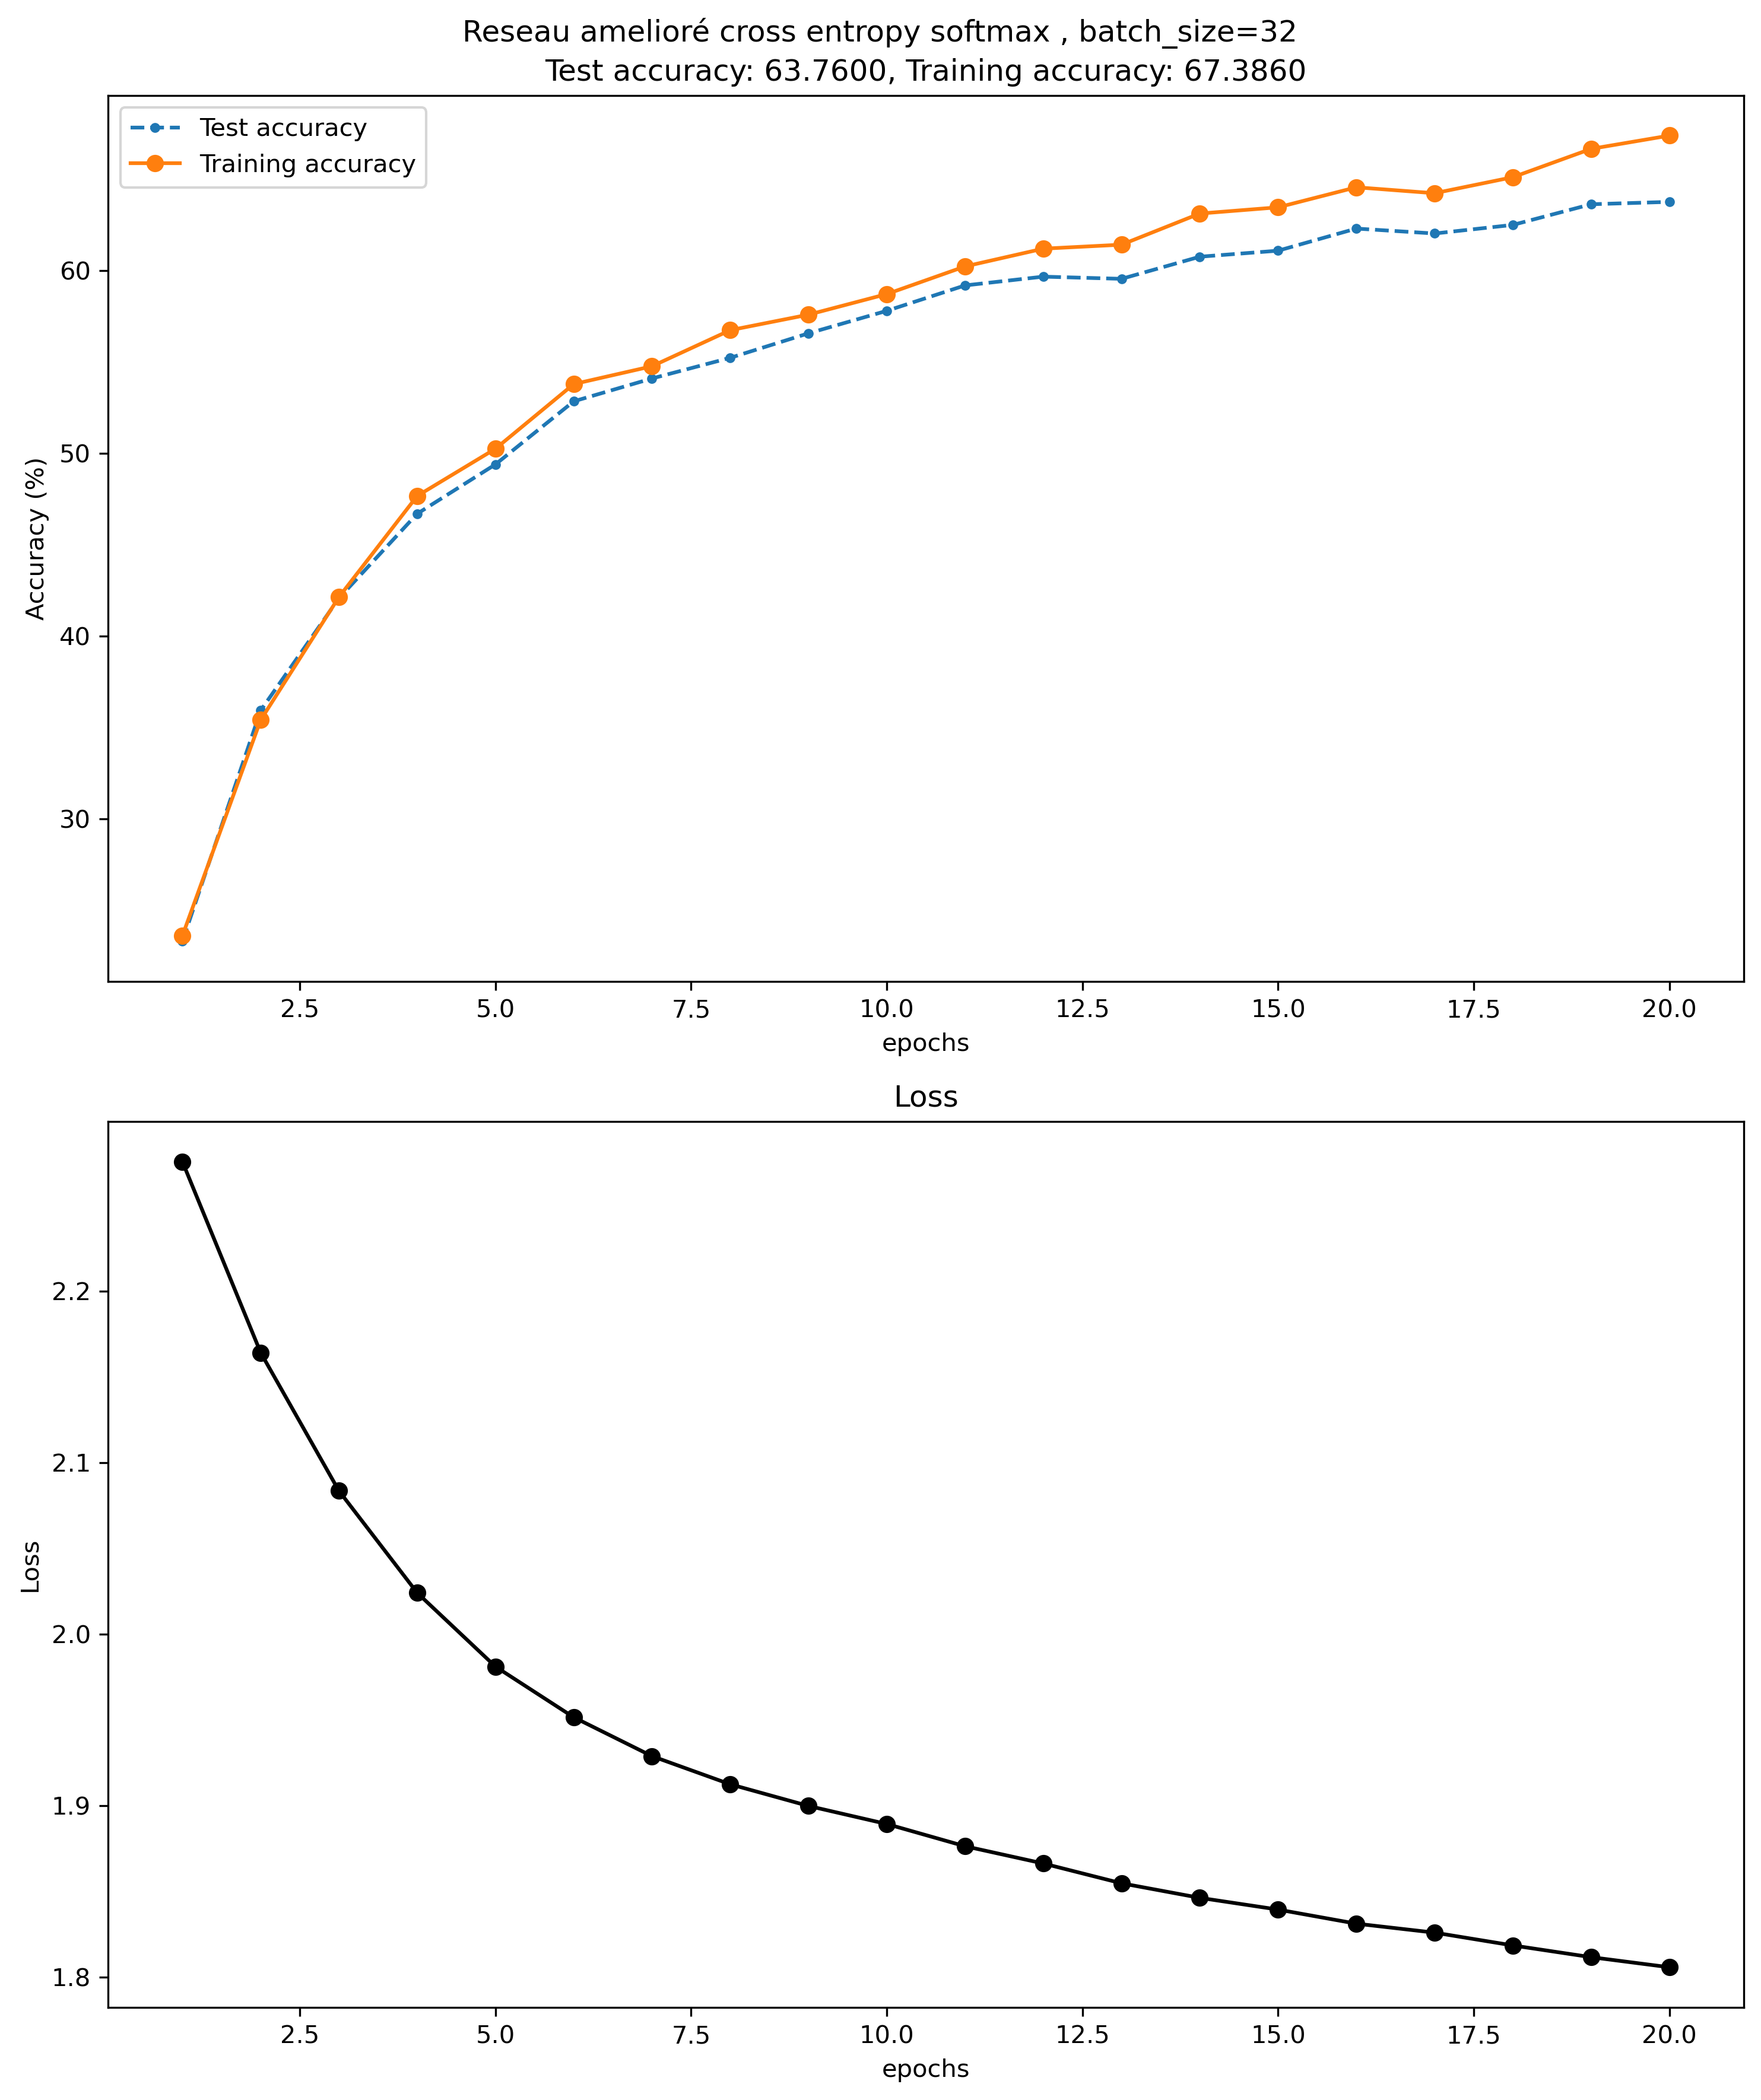 Reseau amelioré cross entropy softmax , batch_size=32
Test accuracy: 63.7600, Training accuracy: 67.3860
Test accuracy
Training accuracy
Accuracy (%)
60
50
40
30
2.5 5.0 7.5 10.0 12.5 15.0 17.5 20.0
epochs
Loss
Loss
2.2
2.1
2.0
1.9
1.8
2.5 5.0 7.5 10.0 12.5 15.0 17.5 20.0
epochs